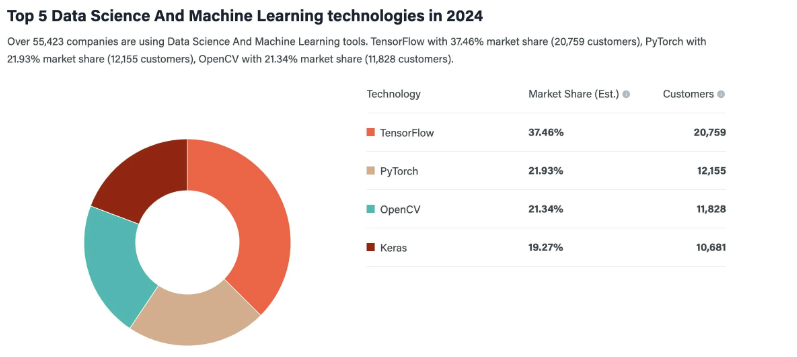 Top 5 Data Science And Machine Learning technologies in 2024
Over 55,423 companies are using Data Science And Machine Learning tools. TensorFlow with 37.46% market share (20,759 customers), PyTorch with
21.93% market share (12,155 customers), OpenCV with 21.34% market share (11,828 customers).
Technology Market Share (Est.) Customers
TensorFlow 37.46% 20,759
PyTorch 21.93% 12,155
OpenCV 21.34% 11,828
Keras 19.27% 10,681